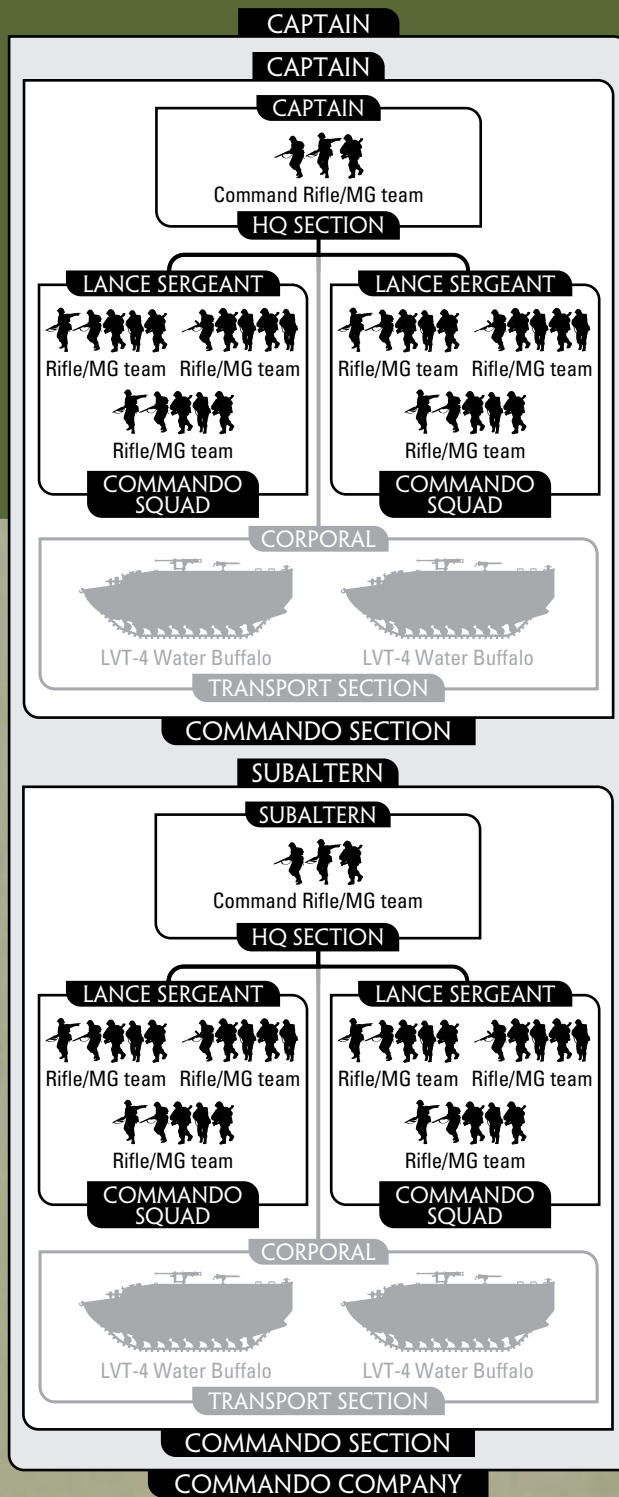 CAPTAIN
CAPTAIN
CAPTAIN
Command Rifle/MG team
HQ SECTION
LANCE SERGEANT
Rifle/MG team Rifle/MG team
Rifle/MG team
COMMANDO
SQUAD
LANCE SERGEANT
Rifle/MG team Rifle/MG team
Rifle/MG team
COMMANDO
SQUAD
CORPORAL
LVT-4 Water Buffalo LVT-4 Water Buffalo
TRANSPORT SECTION
COMMANDO SECTION
SUBALTERN
SUBALTERN
Command Rifle/MG team
HQ SECTION
LANCE SERGEANT
Rifle/MG team Rifle/MG team
Rifle/MG team
COMMANDO
SQUAD
LANCE SERGEANT
Rifle/MG team Rifle/MG team
Rifle/MG team
COMMANDO
SQUAD
CORPORAL
LVT-4 Water Buffalo LVT-4 Water Buffalo
TRANSPORT SECTION
COMMANDO SECTION
COMMANDO COMPANY